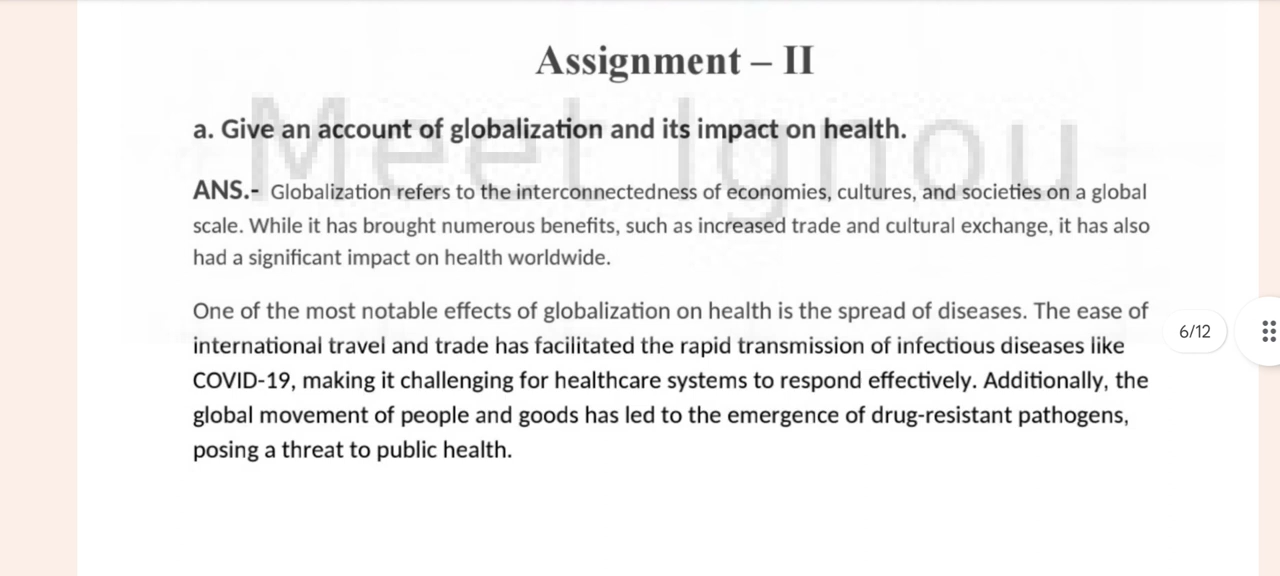 Assignment – II
Meet Ignou
a. Give an account of globalization and its impact on health.
ANS.- Globalization refers to the interconnectedness of economies, cultures, and societies on a global
scale. While it has brought numerous benefits, such as increased trade and cultural exchange, it has also
had a significant impact on health worldwide.
One of the most notable effects of globalization on health is the spread of diseases. The ease of
international travel and trade has facilitated the rapid transmission of infectious diseases like
6/12
COVID-19, making it challenging for healthcare systems to respond effectively. Additionally, the
global movement of people and goods has led to the emergence of drug-resistant pathogens,
posing a threat to public health.